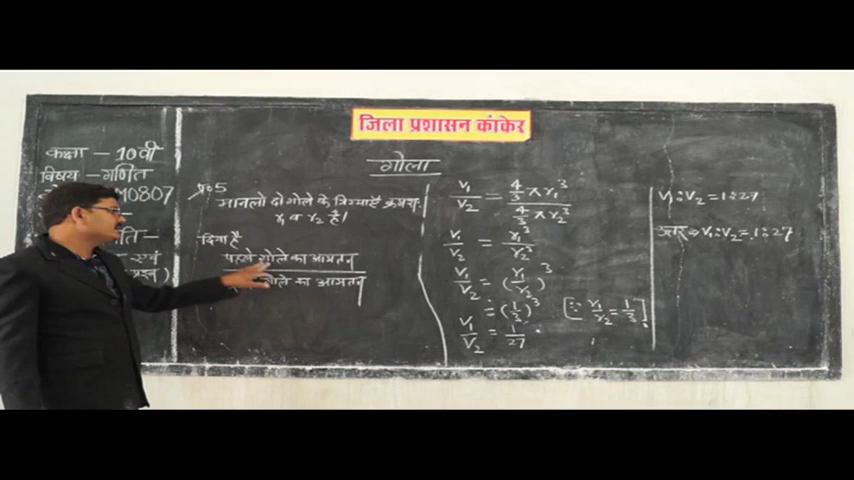 जिला प्रशासन कांकेर
कक्षा – 10वी
विषय – गणित
M0807
गोला
प्र० 5
मानलो दो गोले के त्रिज्याएँ क्रमशः
r₁ व r₂ है।
दिया है
पहले गोले का आयतन
गोले का आयतन
V₁/V₂ = 4/3 π r₁³ / 4/3 π r₂³
V₁/V₂ = r₁³/r₂³
V₁/V₂ = (r₁/r₂)³
= (1/3)³ [∵ r₁/r₂ = 1/3]
V₁/V₂ = 1/27
V₁:V₂ = 1:27
उत्तर ⇒ V₁:V₂ = 1:27